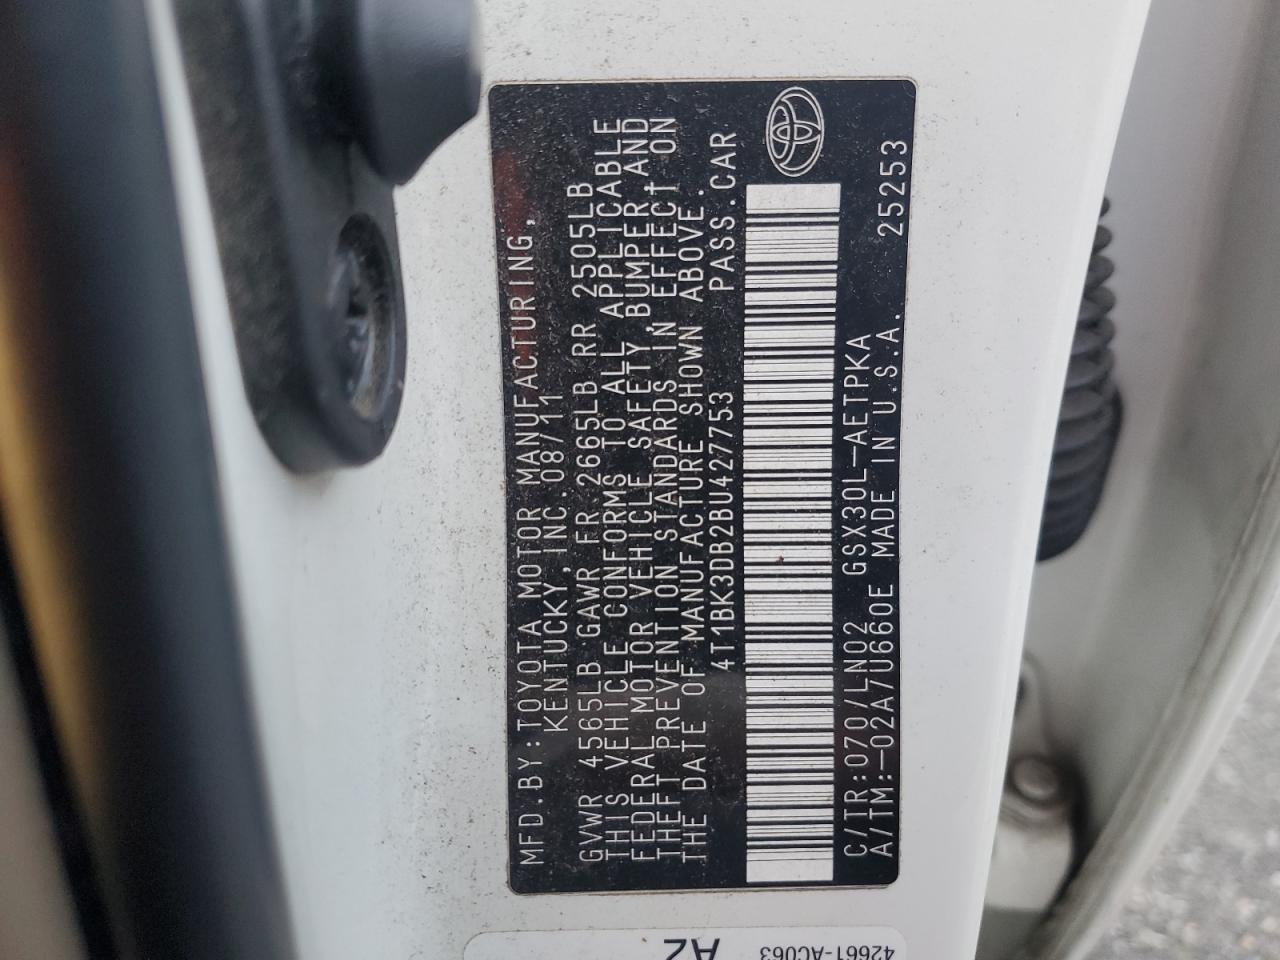 MFD.BY:TOYOTA MOTOR MANUFACTURING,
KENTUCKY, INC. 08/11
GVWR 4565LB GAWR FR 2665LB RR 2505LB
THIS VEHICLE CONFORMS TO ALL APPLICABLE
FEDERAL MOTOR VEHICLE SAFETY, BUMPER, AND
THEFT PREVENTION STANDARDS IN EFFECT ON
THE DATE OF MANUFACTURE SHOWN ABOVE.
4T1BK3DB2BU427753 PASS.CAR
C/TR:070/LN02 GSX30L-AETPKA
A/TM:-02A/U660E MADE IN U.S.A. 25253
42661-AC063
AZ